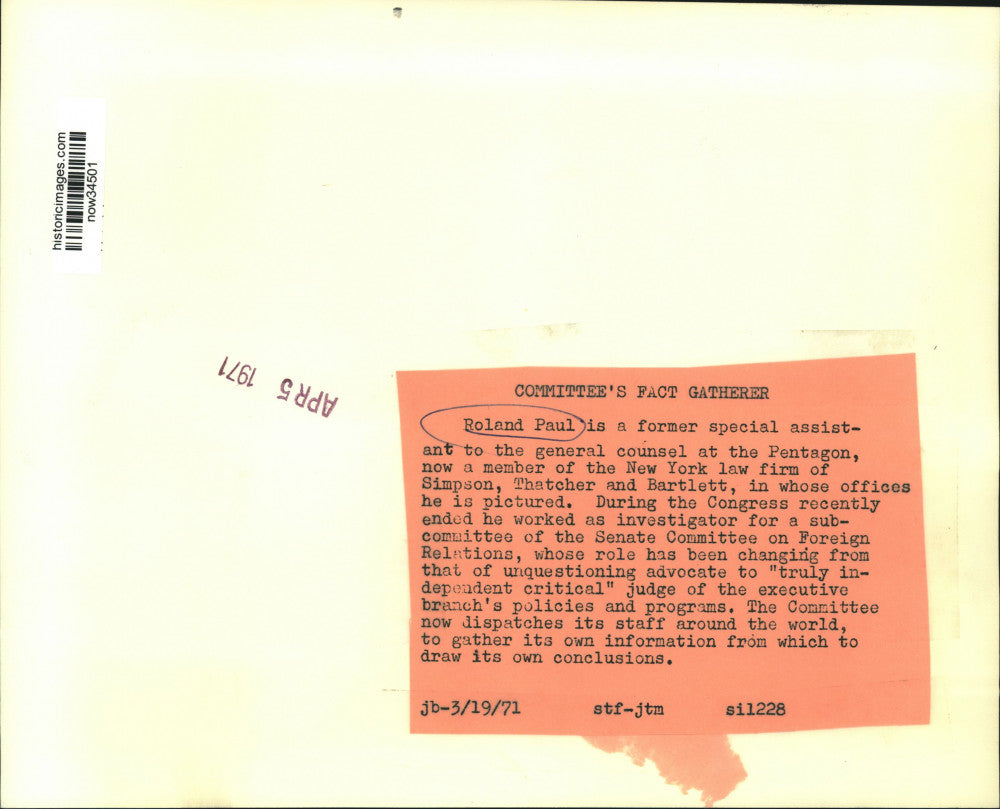 historicimages.com
now34501
APR 5 1971
COMMITTEE'S FACT GATHERER
Roland Paul is a former special assist-
ant to the general counsel at the Pentagon,
now a member of the New York law firm of
Simpson, Thatcher and Bartlett, in whose offices
he is pictured. During the Congress recently
ended he worked as investigator for a sub-
committee of the Senate Committee on Foreign
Relations, whose role has been changing from
that of unquestioning advocate to "truly in-
dependent critical" judge of the executive
branch's policies and programs. The Committee
now dispatches its staff around the world,
to gather its own information from which to
draw its own conclusions.
jb-3/19/71 stf-jtm sil228